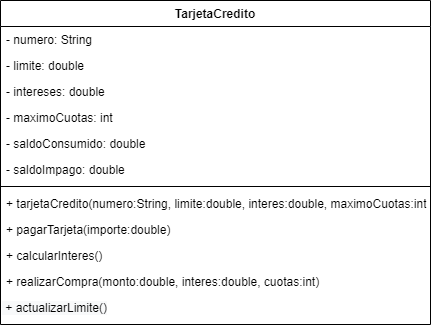 TarjetaCredito
- numero: String
- limite: double
- intereses: double
- maximoCuotas: int
- saldoConsumido: double
- saldoImpago: double
+ tarjetaCredito(numero:String, limite:double, interes:double, maximoCuotas:int
+ pagarTarjeta(importe:double)
+ calcularInteres()
+ realizarCompra(monto:double, interes:double, cuotas:int)
+ actualizarLimite()